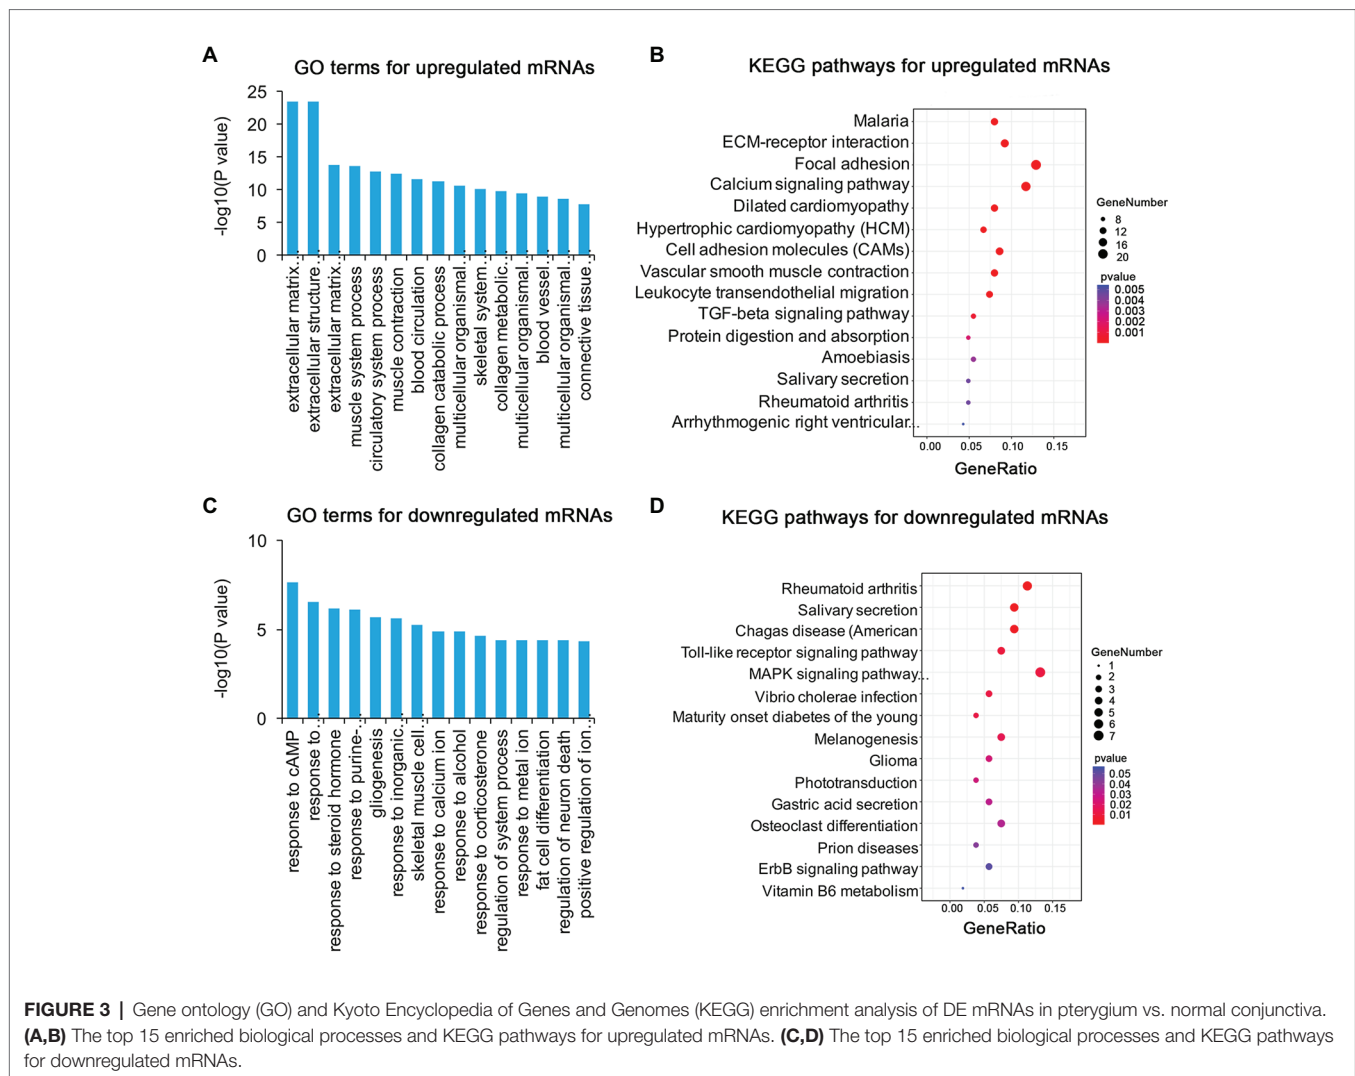 A
GO terms for upregulated mRNAs
-log10(P value)
25
20
15
10
5
0
extracellular matrix...
extracellular structure...
extracellular matrix...
muscle system process
circulatory system process
muscle contraction
blood circulation
collagen catabolic process
multicellular organismal...
skeletal system...
collagen metabolic...
multicellular organismal...
blood vessel...
multicellular organismal...
connective tissue...
B
KEGG pathways for upregulated mRNAs
Malaria
ECM-receptor interaction
Focal adhesion
Calcium signaling pathway
Dilated cardiomyopathy
Hypertrophic cardiomyopathy (HCM)
Cell adhesion molecules (CAMs)
Vascular smooth muscle contraction
Leukocyte transendothelial migration
TGF-beta signaling pathway
Protein digestion and absorption
Amoebiasis
Salivary secretion
Rheumatoid arthritis
Arrhythmogenic right ventricular...
0.00 0.05 0.10 0.15
GeneRatio
GeneNumber
8
12
16
20
pvalue
0.005
0.004
0.003
0.002
0.001
C
GO terms for downregulated mRNAs
-log10(P value)
10
5
0
response to cAMP
response to...
response to steroid hormone
response to purine-...
gliogenesis
response to inorganic...
skeletal muscle cell...
response to calcium ion
response to alcohol
response to corticosterone
regulation of system process
response to metal ion
fat cell differentiation
regulation of neuron death
positive regulation of ion...
D
KEGG pathways for downregulated mRNAs
Rheumatoid arthritis
Salivary secretion
Chagas disease (American
Toll-like receptor signaling pathway
MAPK signaling pathway...
Vibrio cholerae infection
Maturity onset diabetes of the young
Melanogenesis
Glioma
Phototransduction
Gastric acid secretion
Osteoclast differentiation
Prion diseases
ErbB signaling pathway
Vitamin B6 metabolism
0.00 0.05 0.10 0.15
GeneRatio
GeneNumber
1
2
3
4
5
6
7
pvalue
0.05
0.04
0.03
0.02
0.01
FIGURE 3 | Gene ontology (GO) and Kyoto Encyclopedia of Genes and Genomes (KEGG) enrichment analysis of DE mRNAs in pterygium vs. normal conjunctiva.
(A,B) The top 15 enriched biological processes and KEGG pathways for upregulated mRNAs. (C,D) The top 15 enriched biological processes and KEGG pathways
for downregulated mRNAs.